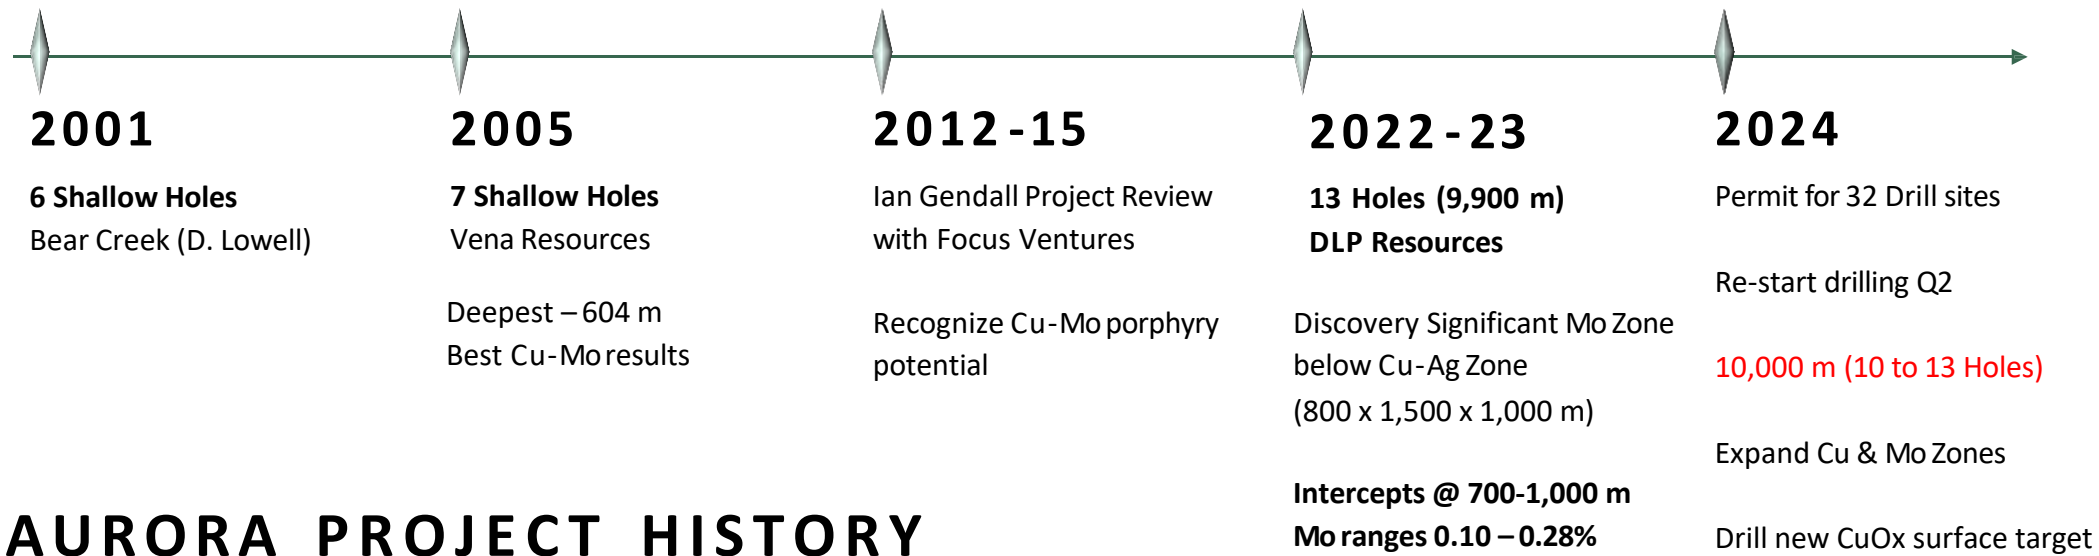 2001
6 Shallow Holes
Bear Creek (D. Lowell)
2005
7 Shallow Holes
Vena Resources
Deepest – 604 m
Best Cu-Mo results
2012-15
Ian Gendall Project Review
with Focus Ventures
Recognize Cu-Mo porphyry
potential
2022-23
13 Holes (9,900 m)
DLP Resources
Discovery Significant Mo Zone
below Cu-Ag Zone
(800 x 1,500 x 1,000 m)
Intercepts @ 700-1,000 m
Mo ranges 0.10 – 0.28%
2024
Permit for 32 Drill sites
Re-start drilling Q2
10,000 m (10 to 13 Holes)
Expand Cu & Mo Zones
Drill new CuOx surface target
AURORA PROJECT HISTORY